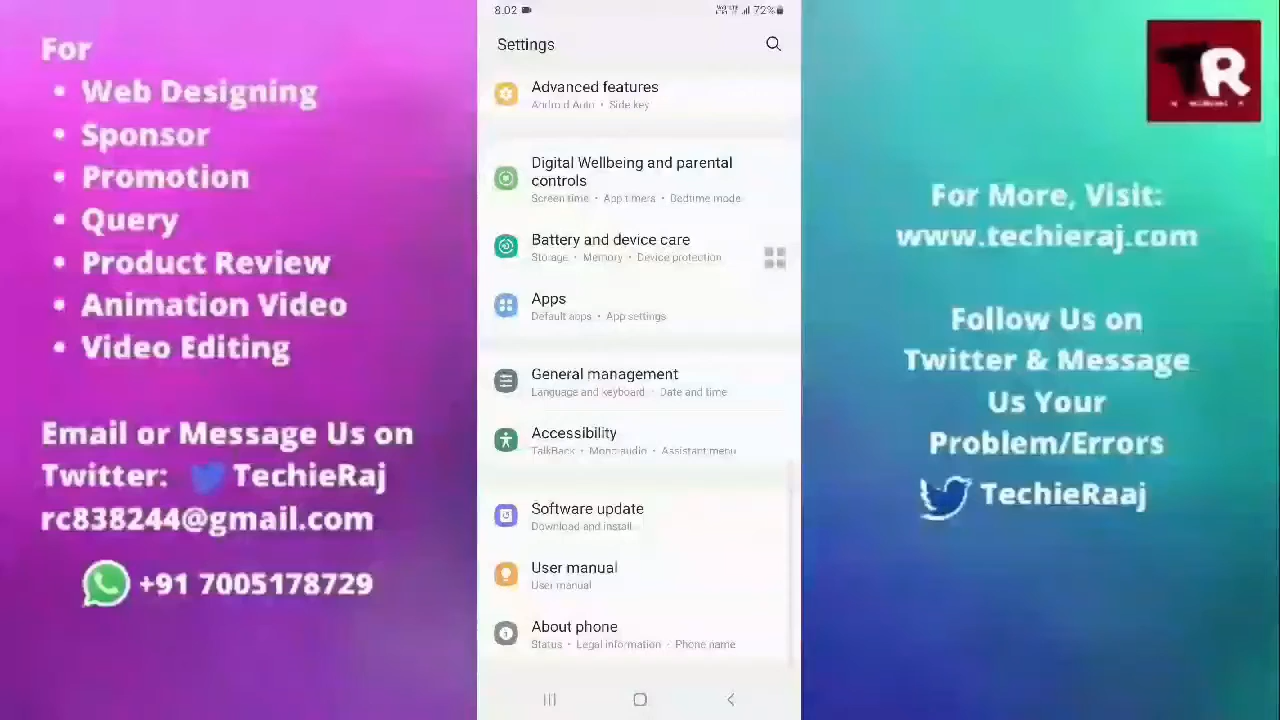 For
• Web Designing
• Sponsor
• Promotion
• Query
• Product Review
• Animation Video
• Video Editing
Email or Message Us on
Twitter: TechieRaj
rc838244@gmail.com
+91 7005178729
8:02 72%
Settings
Advanced features
Android Auto • Side key
Digital Wellbeing and parental
controls
Screen time • App timers • Bedtime mode
Battery and device care
Storage • Memory • Device protection
Apps
Default apps • App settings
General management
Language and keyboard • Date and time
Accessibility
TalkBack • Mono audio • Assistant menu
Software update
Download and install
User manual
User manual
About phone
Status • Legal information • Phone name
TR
For More, Visit:
www.techieraj.com
Follow Us on
Twitter & Message
Us Your
Problem/Errors
TechieRaaj